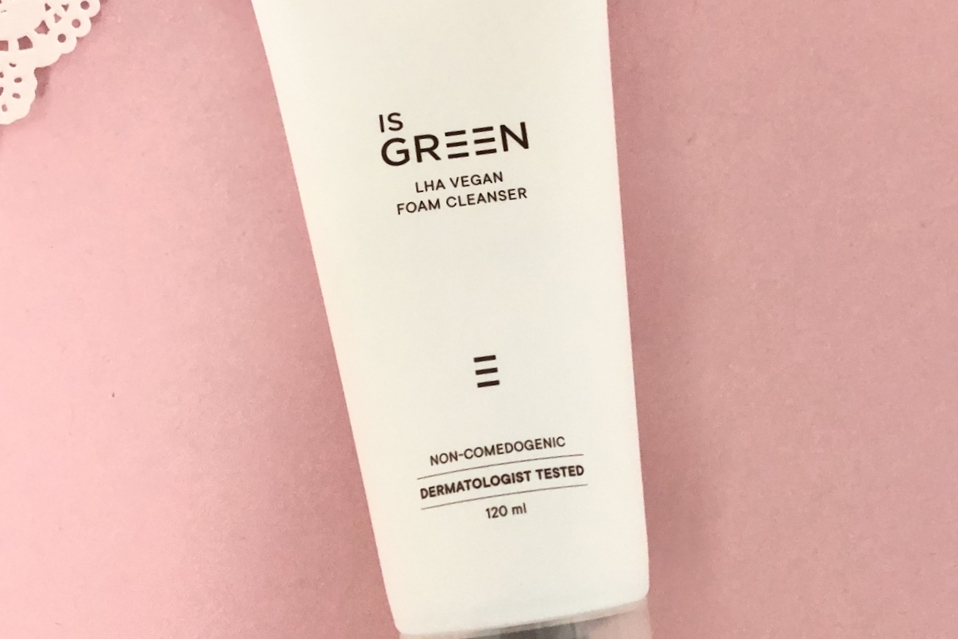 IS
GREEN
LHA VEGAN
FOAM CLEANSER
NON-COMEDOGENIC
DERMATOLOGIST TESTED
120 ml